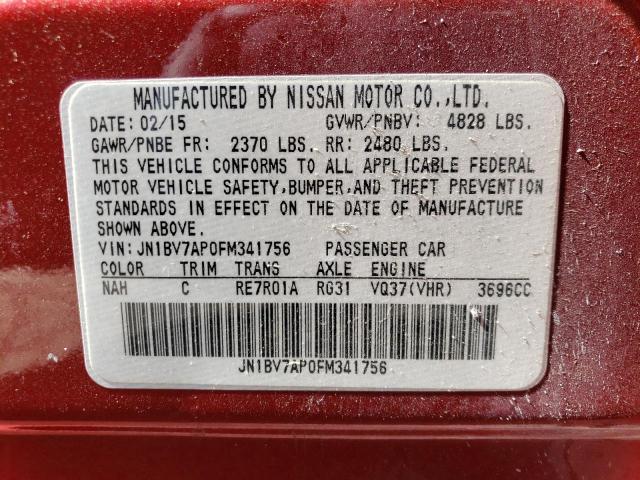 MANUFACTURED BY NISSAN MOTOR CO.,LTD.
DATE: 02/15 GVWR/PNBV: 4828 LBS.
GAWR/PNBE FR: 2370 LBS. RR: 2480 LBS.
THIS VEHICLE CONFORMS TO ALL APPLICABLE FEDERAL
MOTOR VEHICLE SAFETY,BUMPER,AND THEFT PREVENTION
STANDARDS IN EFFECT ON THE DATE OF MANUFACTURE
SHOWN ABOVE.
VIN: JN1BV7AP0FM341756 PASSENGER CAR
COLOR TRIM TRANS AXLE ENGINE
NAH C RE7R01A RG31 VQ37(VHR) 3696CC
JN1BV7AP0FM341756